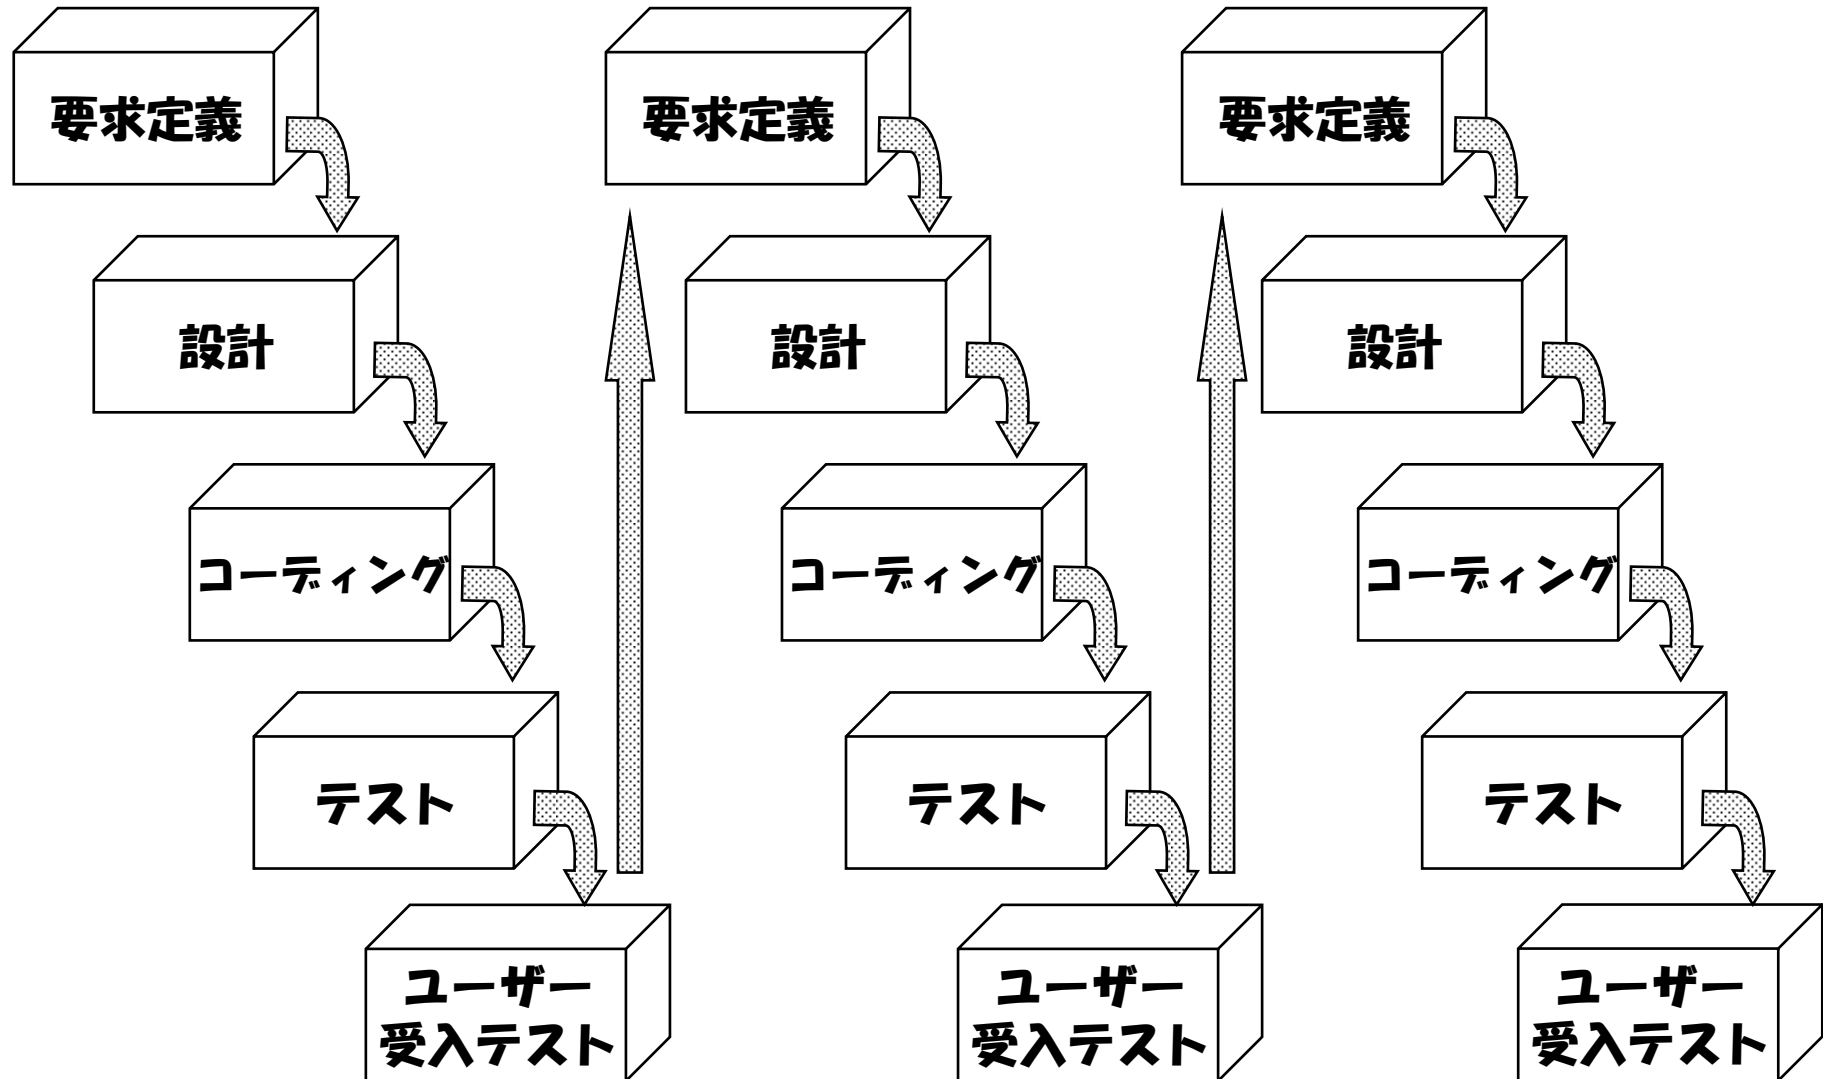 要求定義
設計
コーディング
テスト
ユーザー
受入テスト
要求定義
設計
コーディング
テスト
ユーザー
受入テスト
要求定義
設計
コーディング
テスト
ユーザー
受入テスト